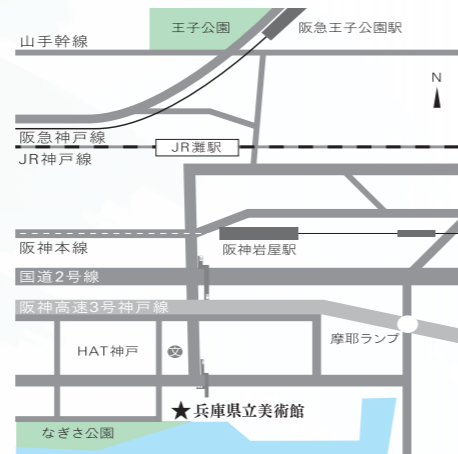 王子公園
阪急王子公園駅
山手幹線
N
阪急神戸線
JR灘駅
JR神戸線
阪神本線
阪神岩屋駅
国道2号線
阪神高速3号神戸線
摩耶ランプ
HAT神戸
文
★兵庫県立美術館
なぎさ公園